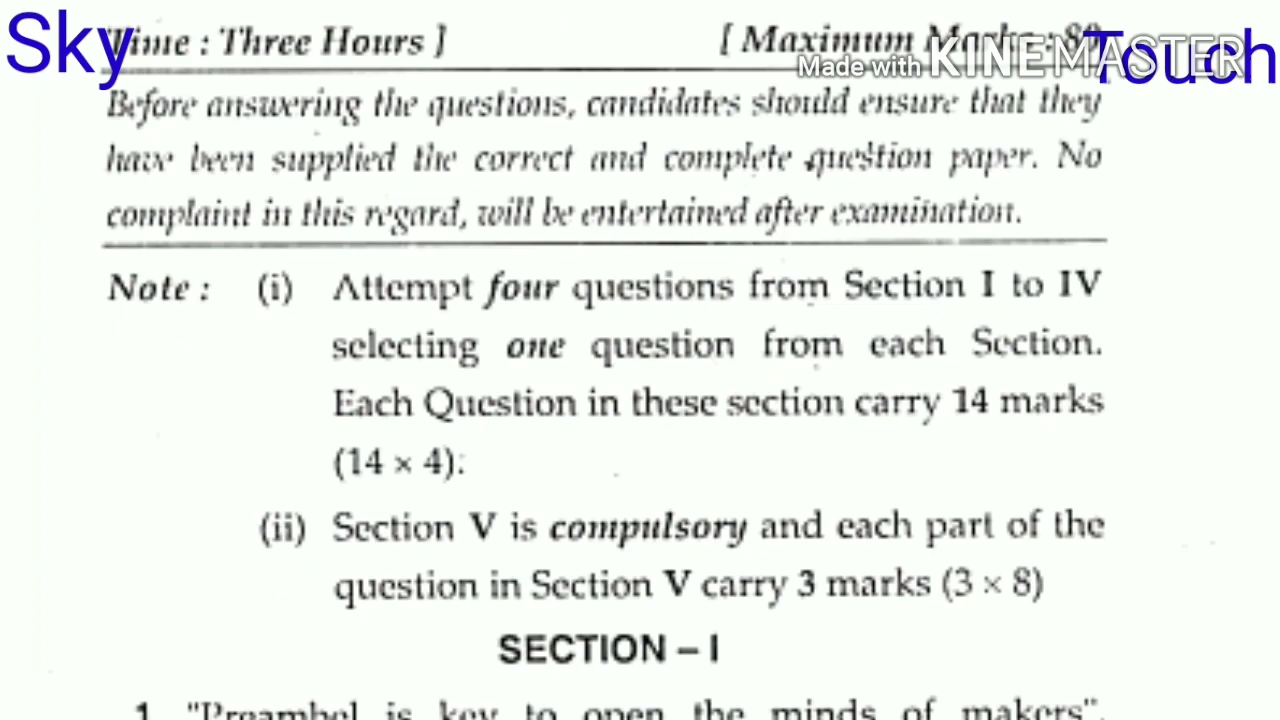 Sky
Touch
Time : Three Hours ]
[ Maximum Marks : 80
Made with KINEMASTER
Before answering the questions, candidates should ensure that they
have been supplied the correct and complete question paper. No
complaint in this regard, will be entertained after examination.
Note : (i) Attempt four questions from Section I to IV
selecting one question from each Section.
Each Question in these section carry 14 marks
(14 × 4).
(ii) Section V is compulsory and each part of the
question in Section V carry 3 marks (3 × 8)
SECTION – I
1. "Preambel is key to open the minds of makers".